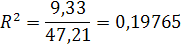 R² = 9,33 / 47,21 = 0,19765